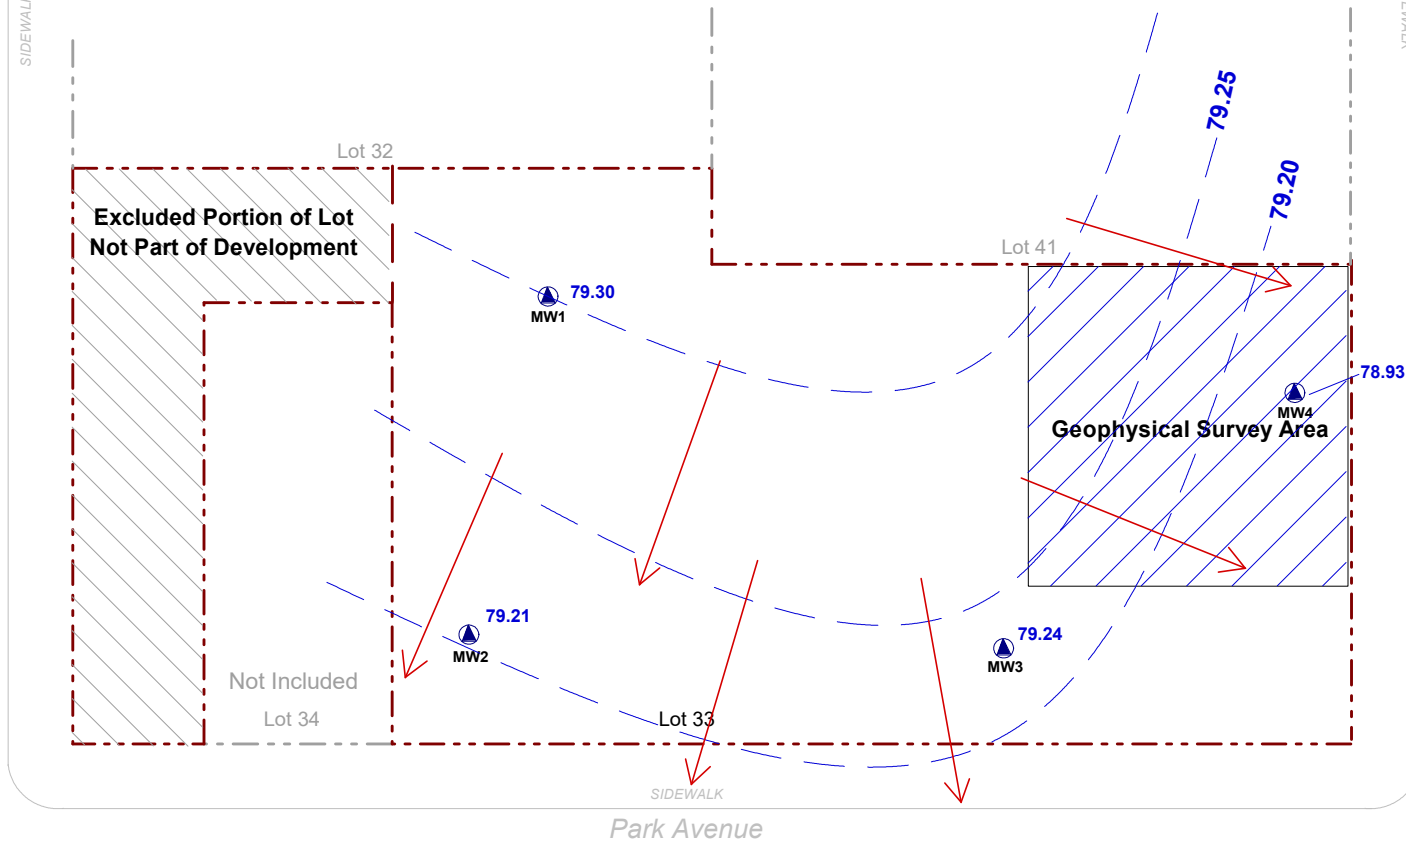 SIDEWALK
79.25
79.20
Lot 32
Excluded Portion of Lot
Not Part of Development
Lot 41
79.30
MW1
78.93
MW4
Geophysical Survey Area
79.21
MW2
79.24
MW3
Not Included
Lot 34
Lot 33
SIDEWALK
Park Avenue